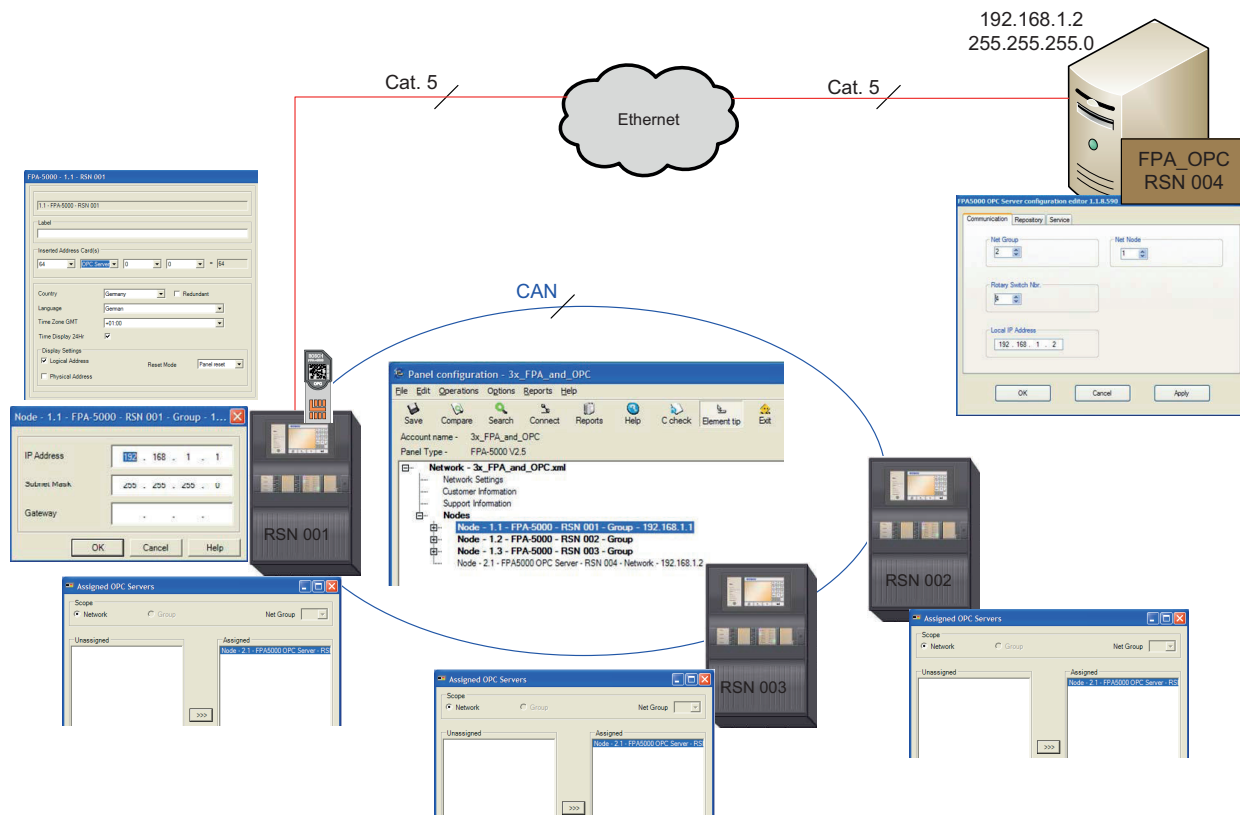 192.168.1.2
255.255.255.0
Cat. 5
Cat. 5
Ethernet
FPA_OPC
RSN 004
FPA-5000 - 1.1 - RSN 001
1.1 - FPA-5000 - RSN 001
Label
Inserted Address Card(s)
64 OPC Server 0 0 = 64
Country Germany Redundant
Language German
Time Zone GMT +01:00
Time Display 24Hr
Display Settings
Logical Address Reset Mode Panel reset
Physical Address
FPA5000 OPC Server configuration editor 1.1.8.590
Communication Repository Service
Net Group Net Node
2 1
Rotary Switch Nbr.
4
Local IP Address
192 . 168 . 1 . 2
OK Cancel Apply
CAN
BOSCH
OPC
Node - 1.1 - FPA-5000 - RSN 001 - Group - 1...
IP Address 192 . 168 . 1 . 1
Subnet Mask 255 . 255 . 255 . 0
Gateway . . .
OK Cancel Help
RSN 001
Panel configuration - 3x_FPA_and_OPC
File Edit Operations Options Reports Help
Save Compare Search Connect Reports Help C check Element tip Exit
Account name - 3x_FPA_and_OPC
Panel Type - FPA-5000 V2.5
Network - 3x_FPA_and_OPC.xml
Network Settings
Customer Information
Support Information
Nodes
Node - 1.1 - FPA-5000 - RSN 001 - Group - 192.168.1.1
Node - 1.2 - FPA-5000 - RSN 002 - Group
Node - 1.3 - FPA-5000 - RSN 003 - Group
Node - 2.1 - FPA5000 OPC Server - RSN 004 - Network - 192.168.1.2
RSN 002
RSN 003
Assigned OPC Servers
Scope
Network Group Net Group
Unassigned Assigned
Node - 2.1 - FPA5000 OPC Server - RS
>>>
Assigned OPC Servers
Scope
Network Group Net Group
Unassigned Assigned
Node - 2.1 - FPA5000 OPC Server - RS
>>>
Assigned OPC Servers
Scope
Network Group Net Group
Unassigned Assigned
Node - 2.1 - FPA5000 OPC Server - RS
>>>